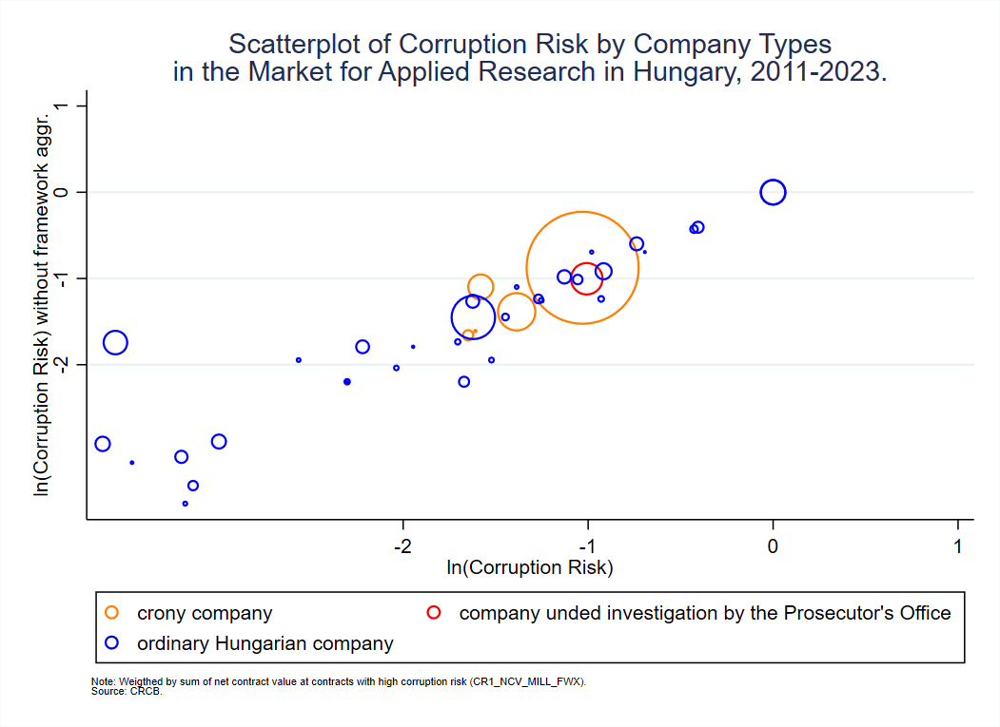 Scatterplot of Corruption Risk by Company Types
in the Market for Applied Research in Hungary, 2011-2023.
ln(Corruption Risk) without framework aggr.
1
0
-1
-2
-2
-1
0
1
ln(Corruption Risk)
crony company
company unded investigation by the Prosecutor's Office
ordinary Hungarian company
Note: Weigthed by sum of net contract value at contracts with high corruption risk (CR1_NCV_MILL_FWX).
Source: CRCB.